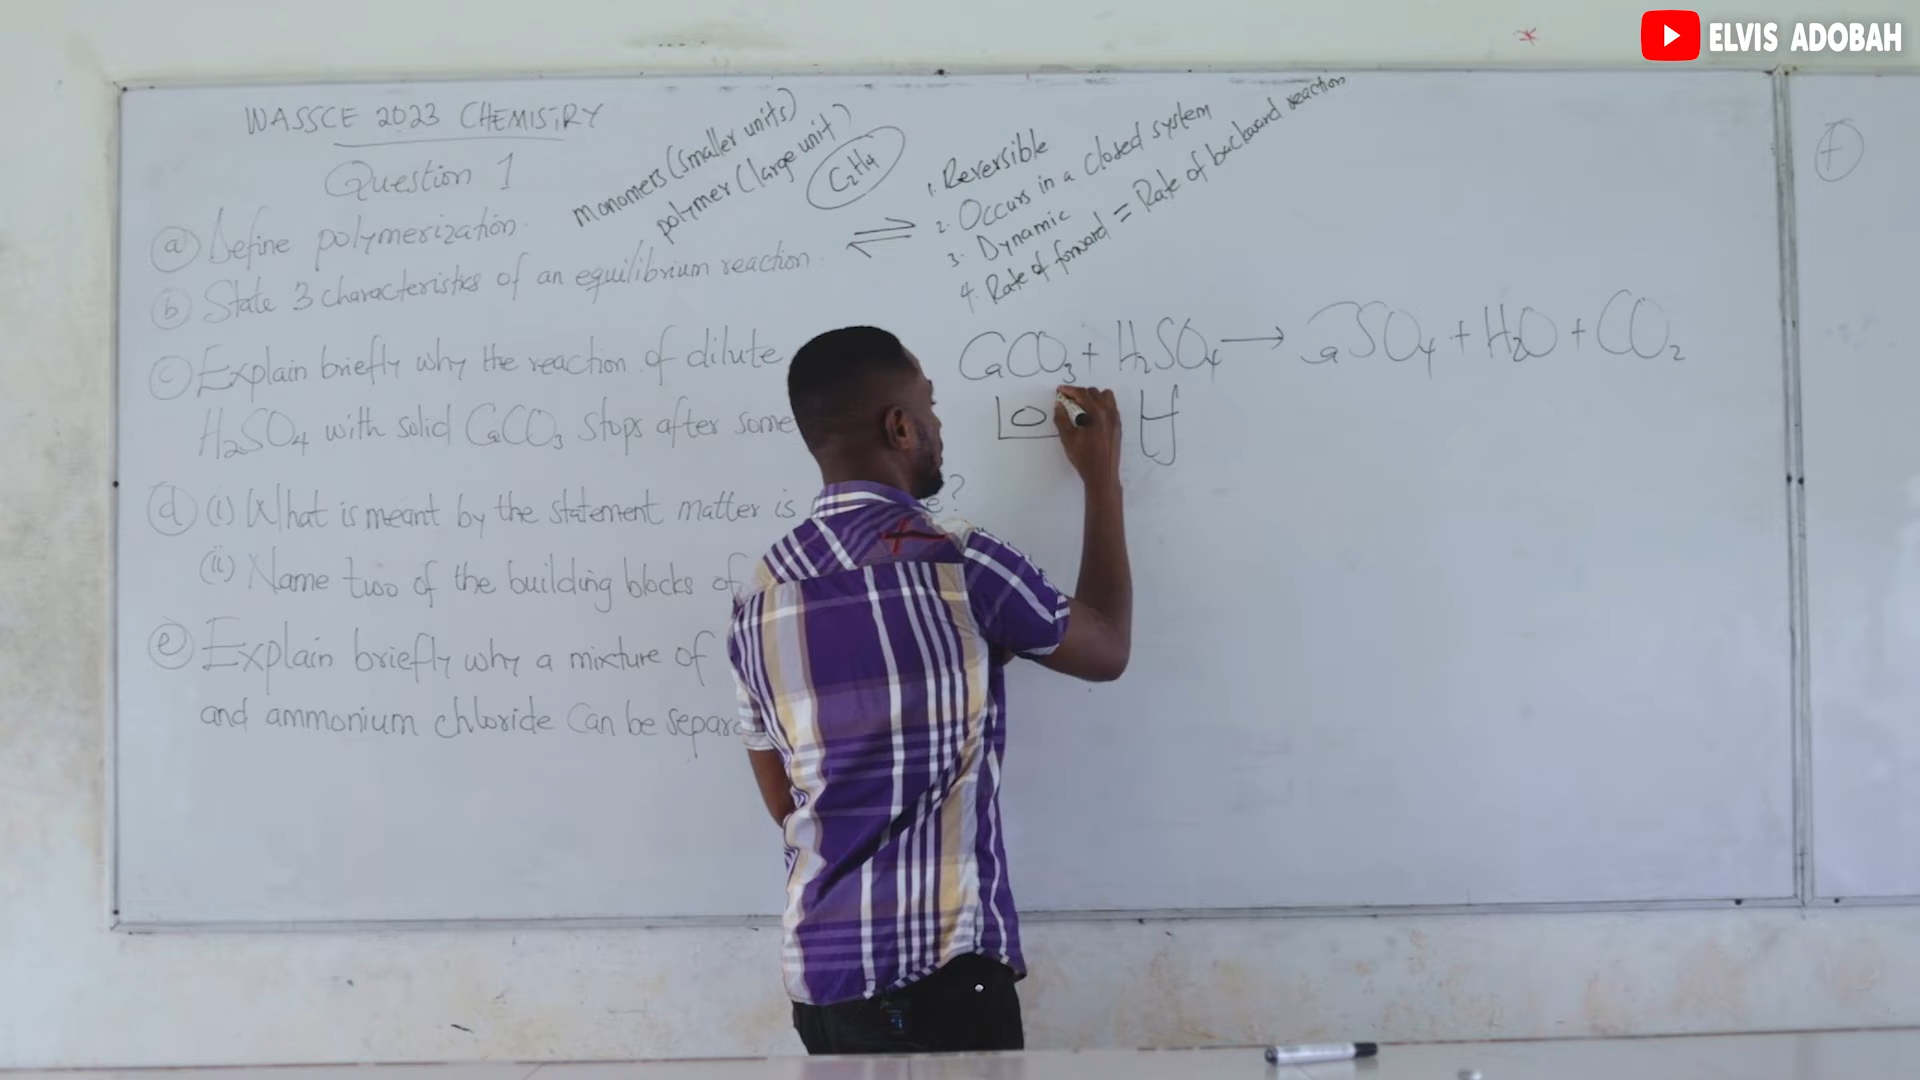 ELVIS ADOBAH
WASSCE 2023 CHEMISTRY
Question 1
monomers (smaller units)
polymer (large unit)
C2H4
1. Reversible
2. Occurs in a closed system
3. Dynamic
4. Rate of forward = Rate of backward reaction
(a) Define polymerization.
(b) State 3 characteristics of an equilibrium reaction.
⇌
(c) Explain briefly why the reaction of dilute
H2SO4 with solid CaCO3 stops after some
CaCO3 + H2SO4 → CaSO4 + H2O + CO2
(d) (i) What is meant by the statement matter is e?
(ii) Name two of the building blocks of
(e) Explain briefly why a mixture of
and ammonium chloride can be separa
f